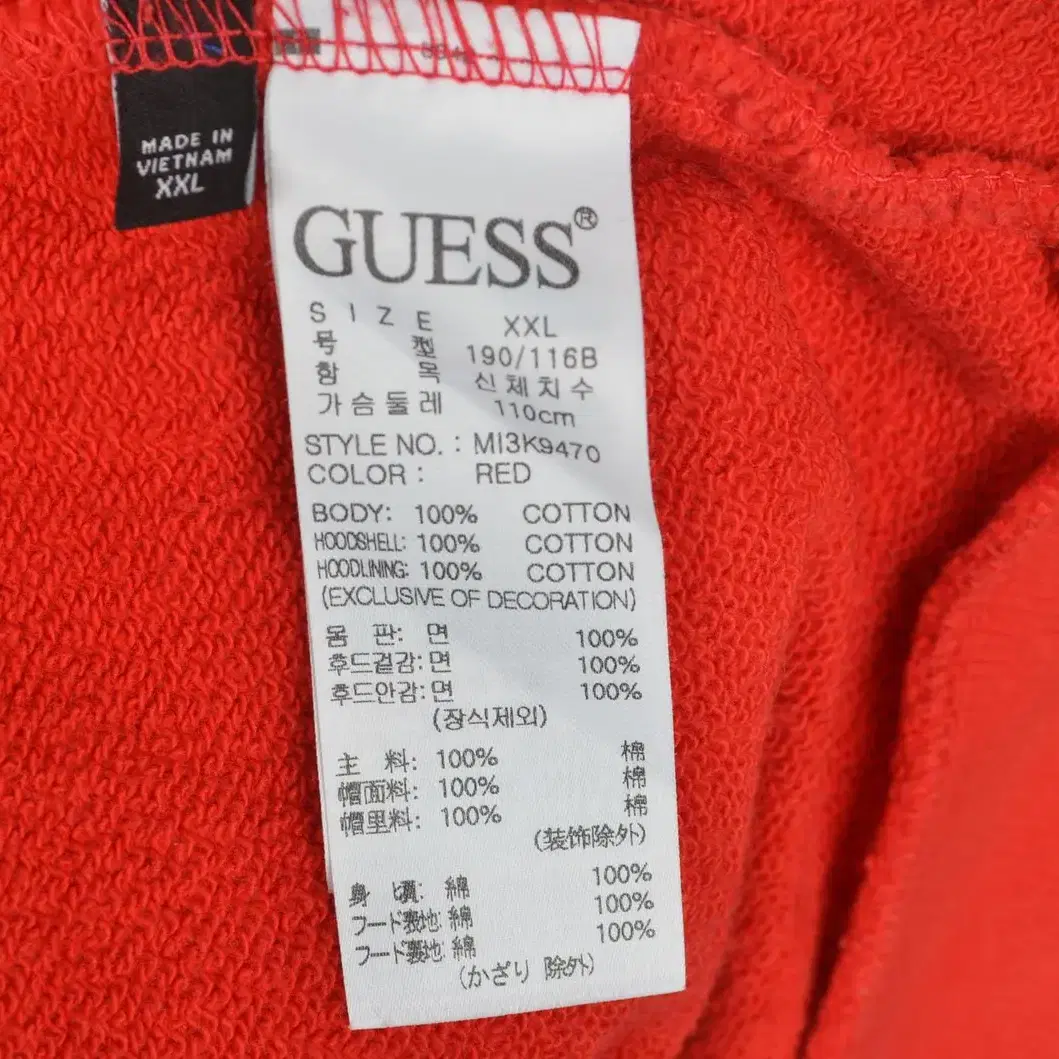 MADE IN
VIETNAM
XXL
GUESS®
SIZE XXL
号 型 190/116B
항 목 신체치수
가슴둘레 110cm
STYLE NO. : MI3K9470
COLOR : RED
BODY: 100% COTTON
HOODSHELL: 100% COTTON
HOODLINING: 100% COTTON
(EXCLUSIVE OF DECORATION)
몸 판: 면 100%
후드겉감: 면 100%
후드안감: 면 100%
(장식제외)
主 料: 100% 棉
帽面料: 100% 棉
帽里料: 100% 棉
(装饰除外)
身 頃: 綿 100%
フード表地: 綿 100%
フード裏地: 綿 100%
(かざり 除外)